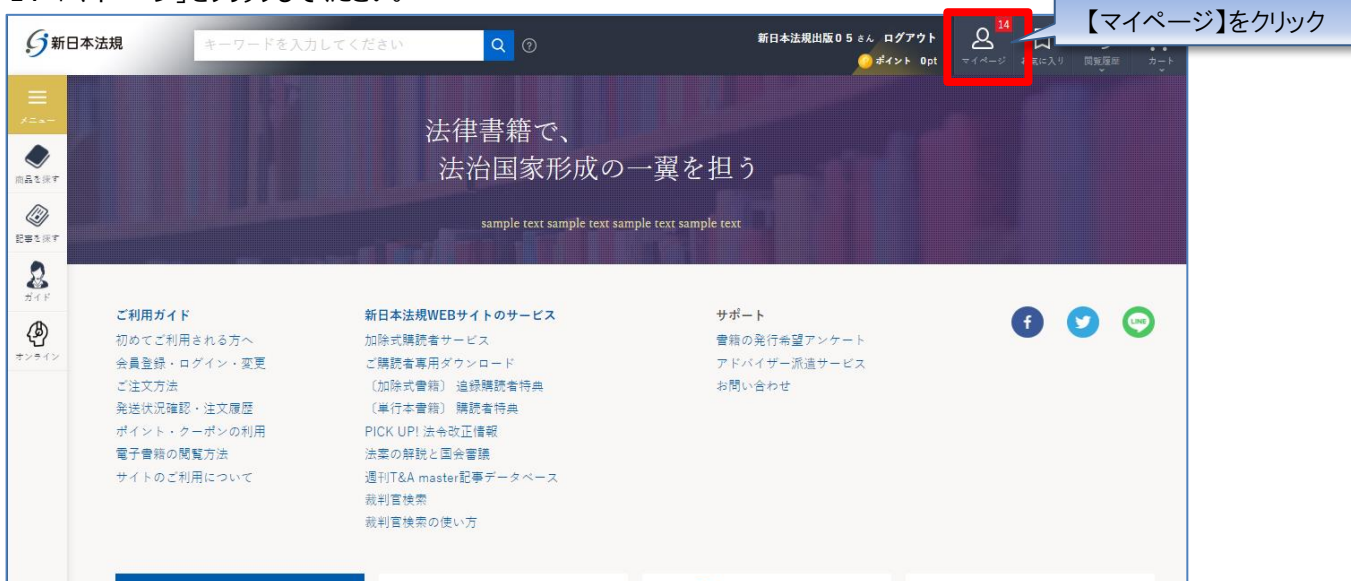 【マイページ】をクリック
新日本法規
キーワードを入力してください
新日本法規出版05さん ログアウト
ポイント 0pt
14
マイページ
閲覧履歴
カート
メニュー
商品を探す
記事を探す
ガイド
オンライン
法律書籍で、
法治国家形成の一翼を担う
sample text sample text sample text sample text
ご利用ガイド
初めてご利用される方へ
会員登録・ログイン・変更
ご注文方法
発送状況確認・注文履歴
ポイント・クーポンの利用
電子書籍の閲覧方法
サイトのご利用について
新日本法規WEBサイトのサービス
加除式購読者サービス
ご購読者専用ダウンロード
〔加除式書籍〕 追録購読者特典
〔単行本書籍〕 購読者特典
PICK UP! 法令改正情報
法案の解説と国会審議
週刊T&A master記事データベース
裁判官検索
裁判官検索の使い方
サポート
書籍の発行希望アンケート
アドバイザー派遣サービス
お問い合わせ
LINE